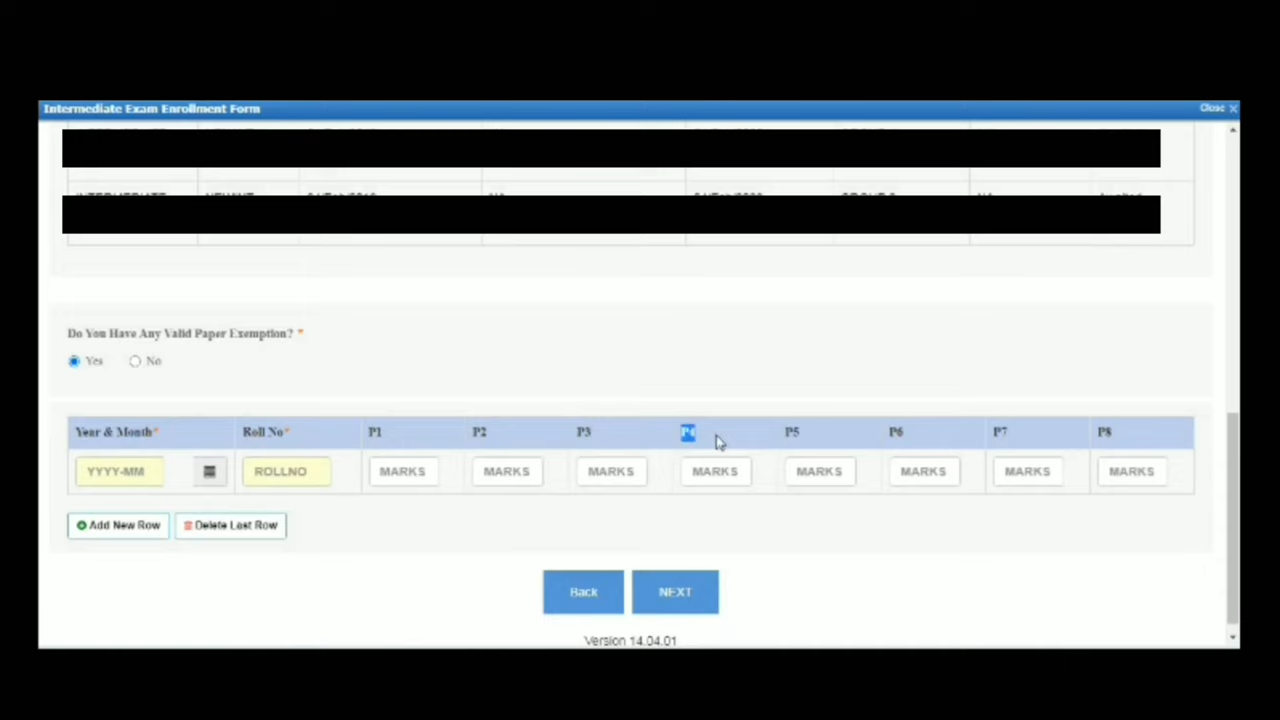 Intermediate Exam Enrollment Form
Close ×
Do You Have Any Valid Paper Exemption? *
Yes No
Year & Month* Roll No* P1 P2 P3 P4 P5 P6 P7 P8
YYYY-MM ROLLNO MARKS MARKS MARKS MARKS MARKS MARKS MARKS MARKS
Add New Row Delete Last Row
Back NEXT
Version 14.04.01